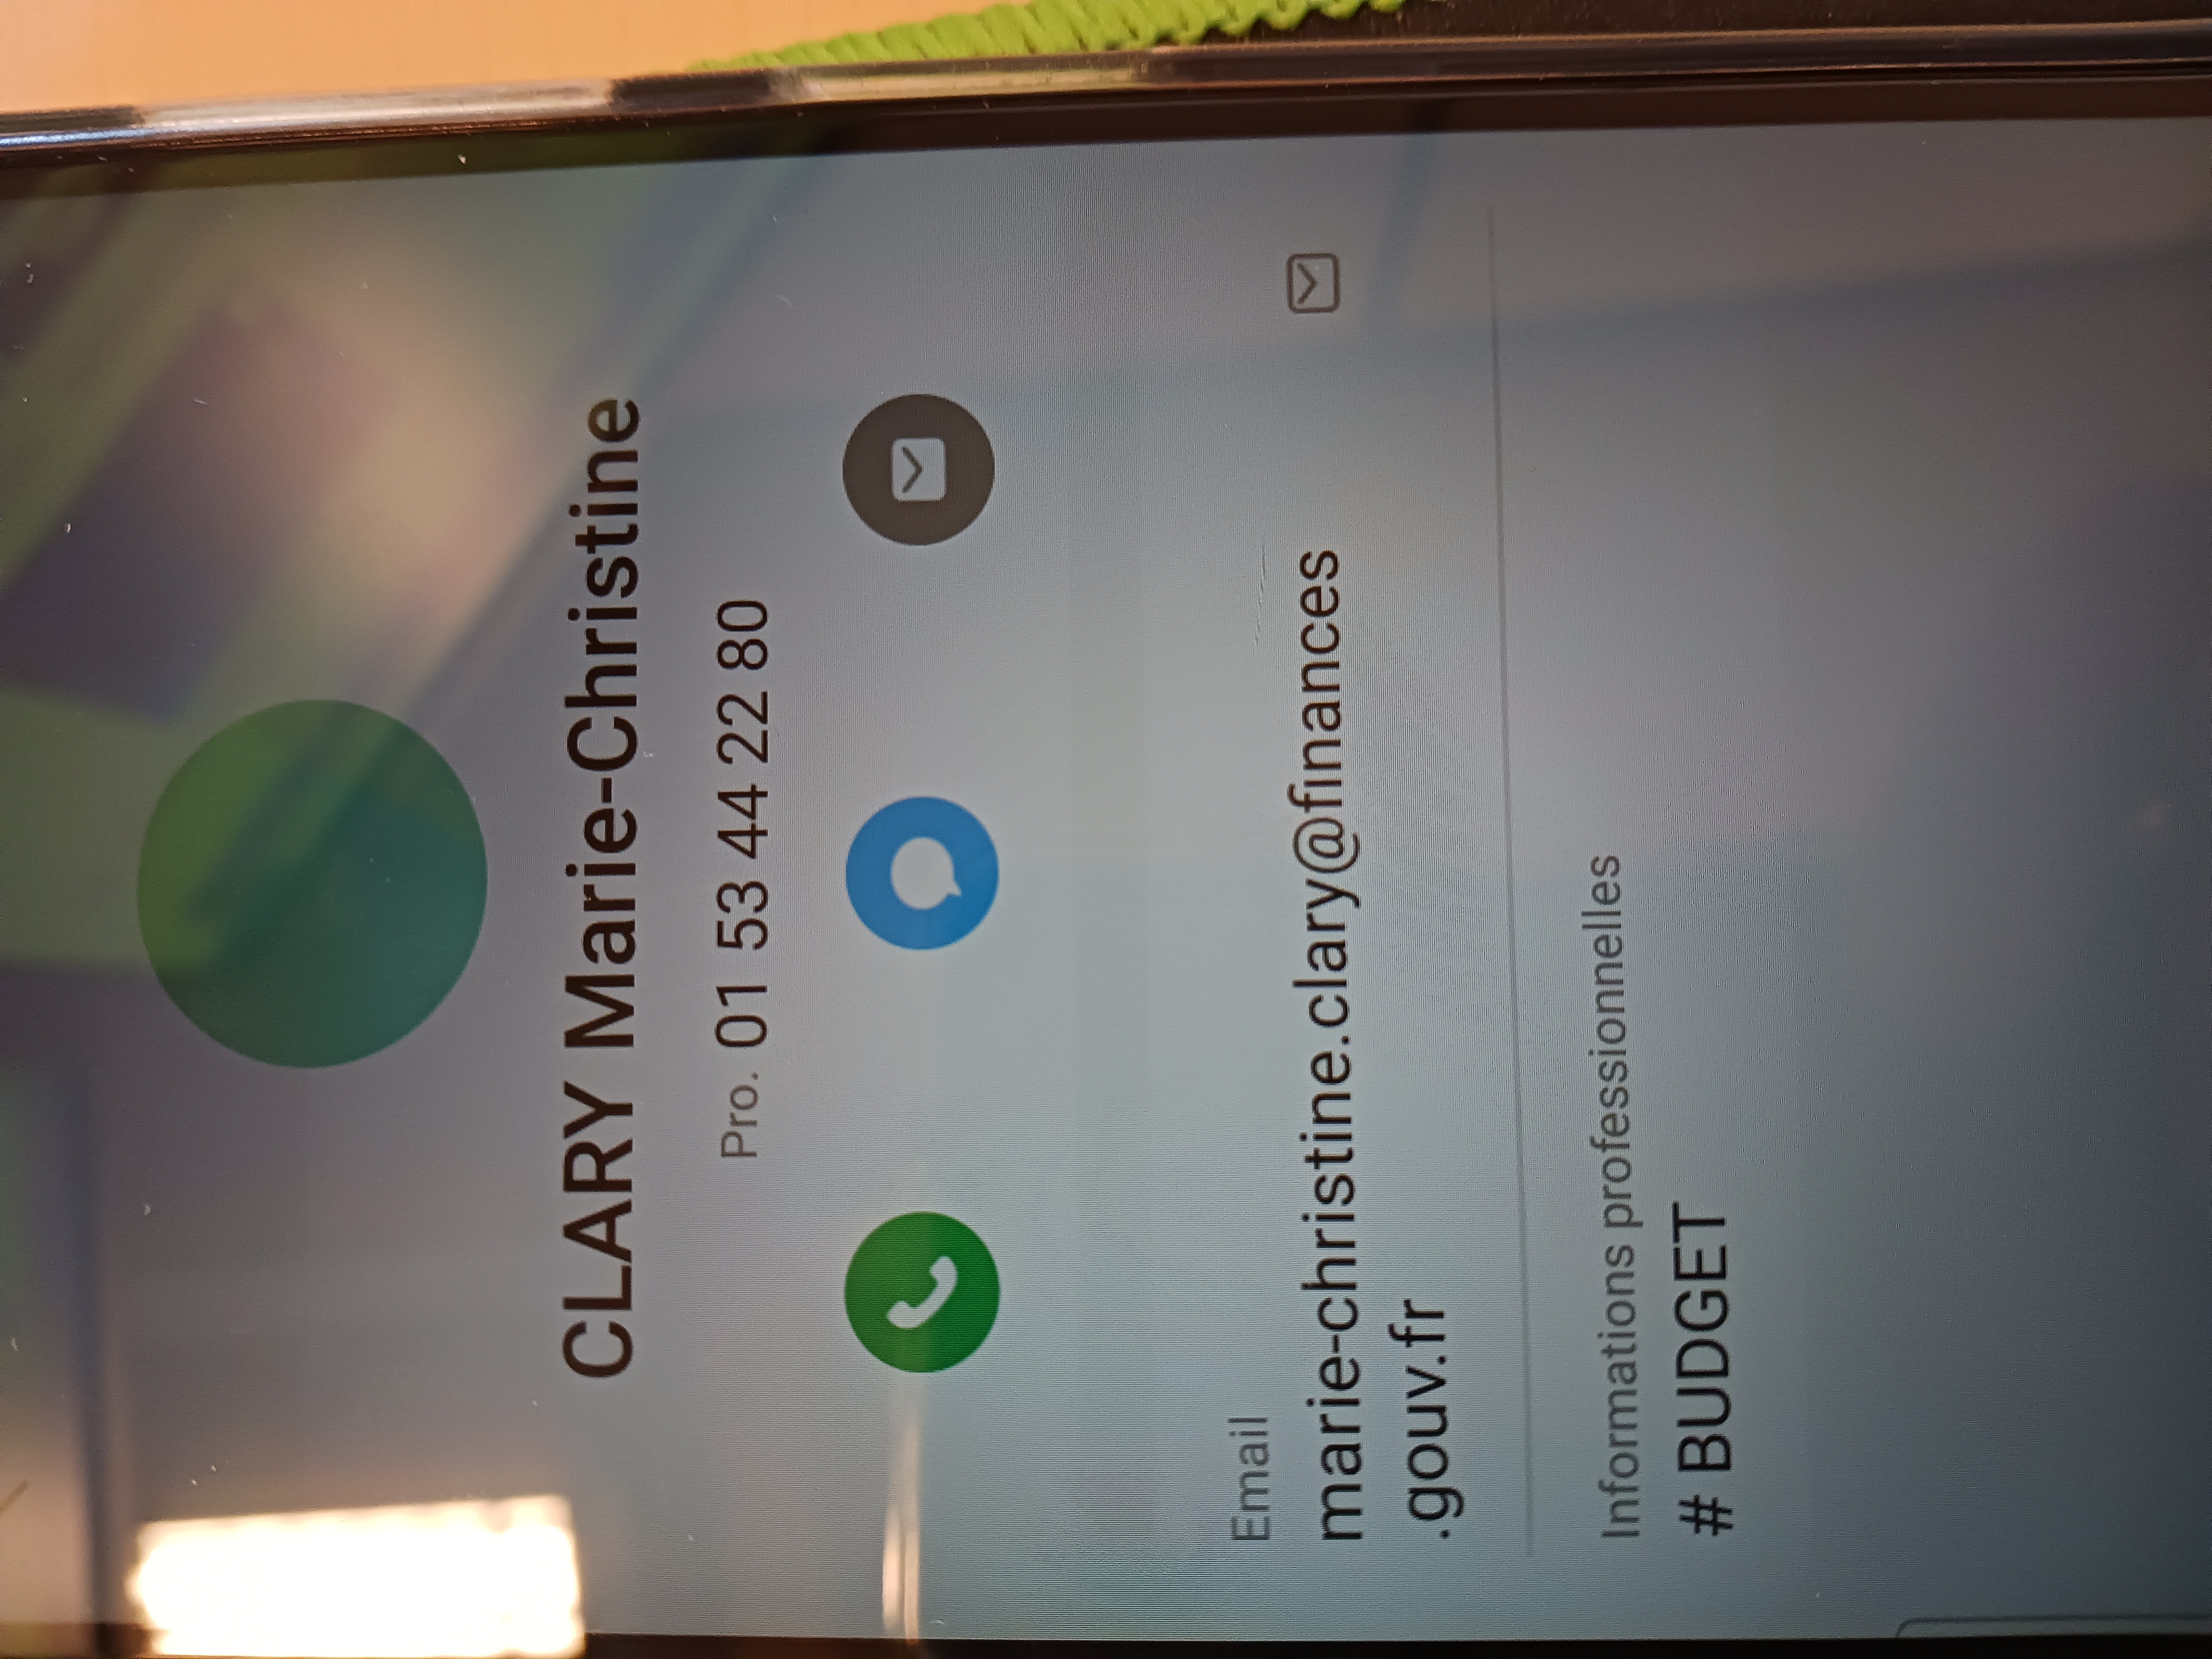 CLARY Marie-Christine
Pro. 01 53 44 22 80
Email
marie-christine.clary@finances
.gouv.fr
Informations professionnelles
# BUDGET